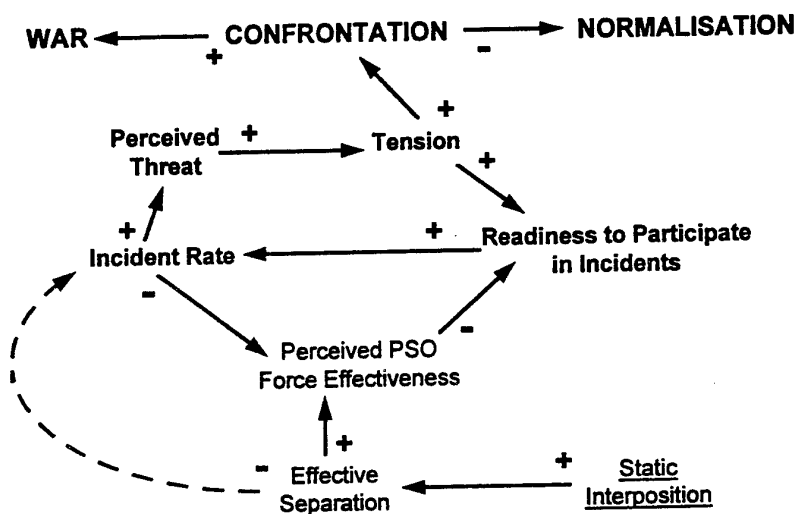 WAR + CONFRONTATION - NORMALISATION
+
Perceived
Threat
+
Tension
+
+
Incident Rate
+
Readiness to Participate
in Incidents
-
-
Perceived PSO
Force Effectiveness
+
-
Effective
Separation
+
Static
Interposition